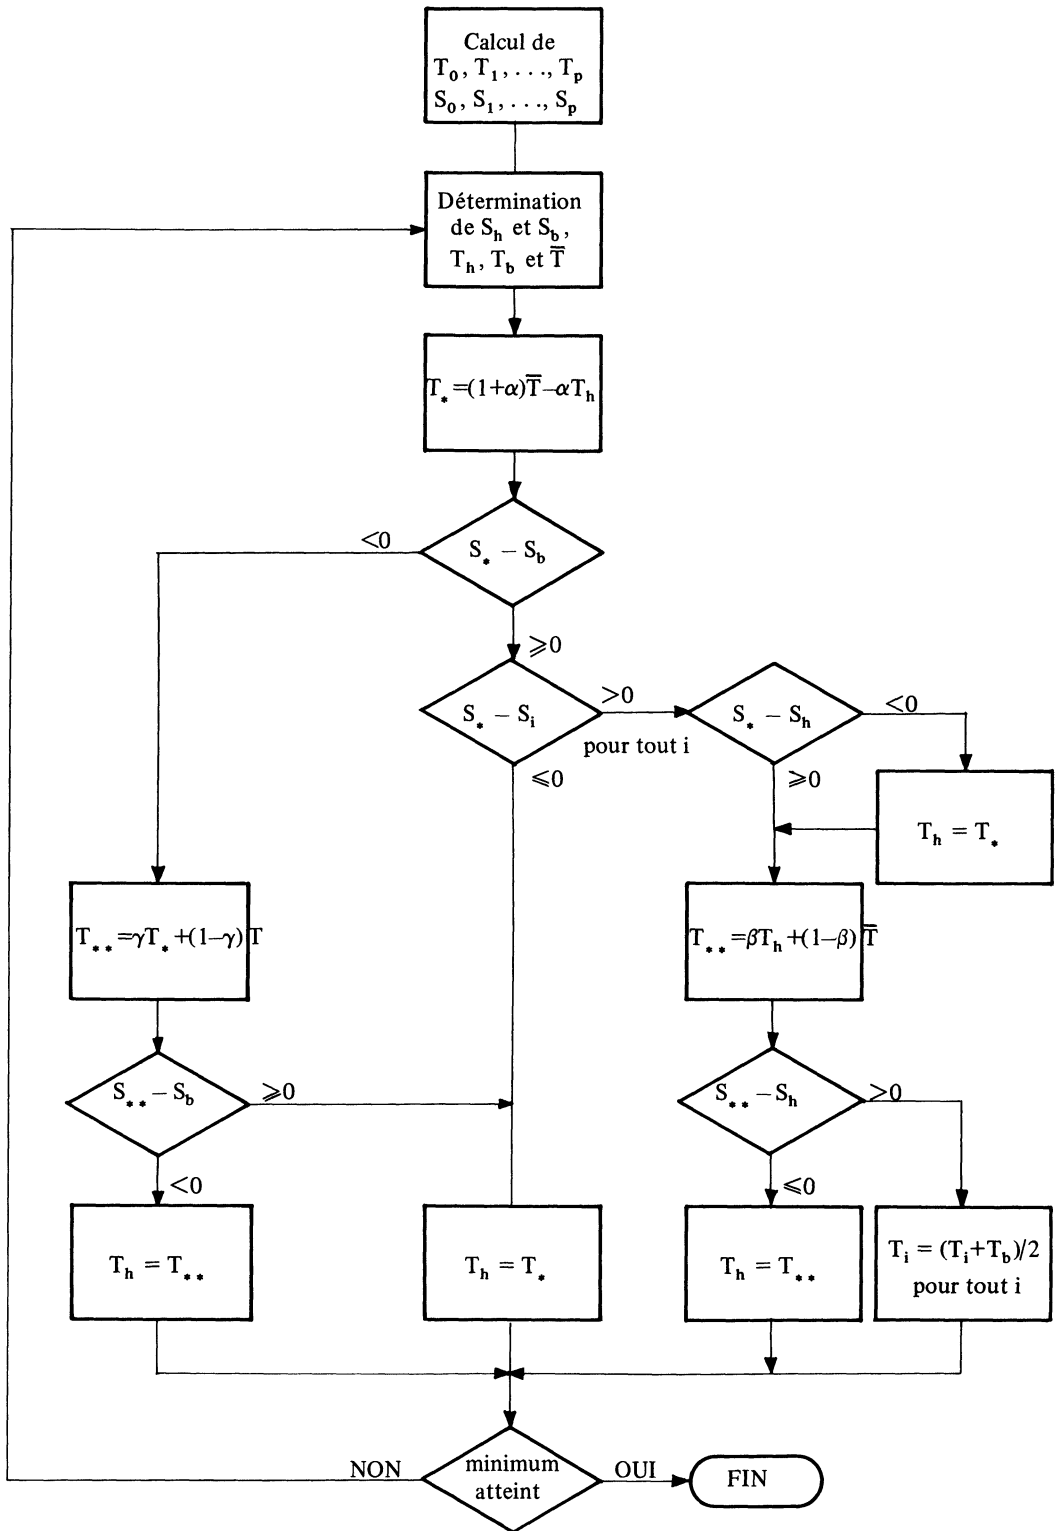 Calcul de
T₀, T₁, . . ., Tₚ
S₀, S₁, . . ., Sₚ
Détermination
de Sₕ et S_b,
Tₕ, T_b et T̅
T⁎=(1+α)T̅–αTₕ
<0
S⁎ – S_b
⩾0
S⁎ – Sᵢ
>0
pour tout i
⩽0
S⁎ – Sₕ
<0
⩾0
Tₕ = T⁎
T⁎⁎=γT⁎+(1–γ) T
T⁎⁎=βTₕ+(1–β) T̅
S⁎⁎ – S_b
⩾0
<0
S⁎⁎ – Sₕ
>0
⩽0
Tₕ = T⁎⁎
Tₕ = T⁎
Tₕ = T⁎⁎
Tᵢ = (Tᵢ+T_b)/2
pour tout i
NON
minimum
atteint
OUI
FIN